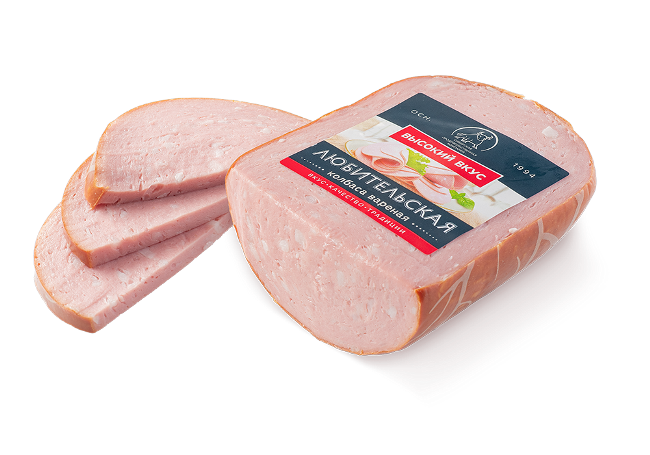 ОСН.
1994
ВЫСОКИЙ ВКУС
ЛЮБИТЕЛЬСКАЯ
колбаса вареная
ВКУС•КАЧЕСТВО•ТРАДИЦИИ